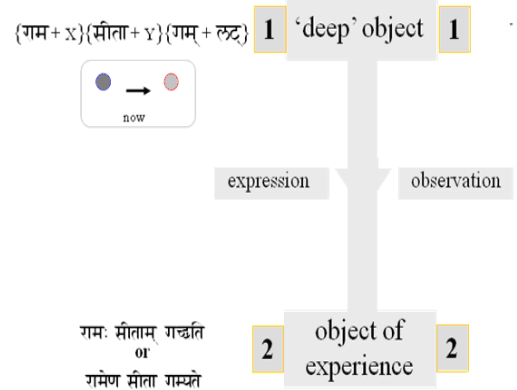 {राम + X}{सीता + Y}{गम् + लट्} 1 'deep' object 1
now
expression observation
रामः सीताम् गच्छति
or
रामेण सीता गम्यते
2 object of experience 2